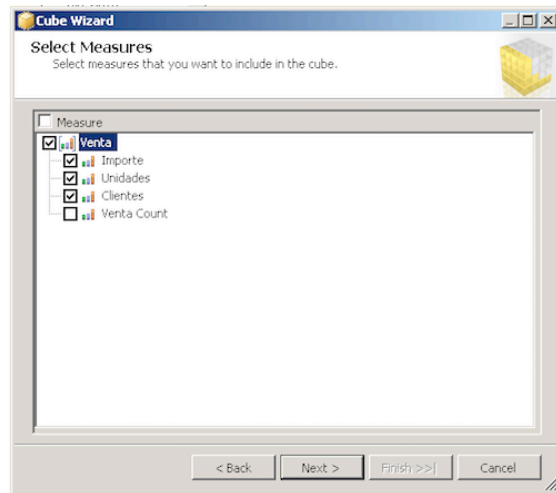 Cube Wizard
Select Measures
Select measures that you want to include in the cube.
Measure
Venta
Importe
Unidades
Clientes
Venta Count
< Back Next > Finish >>| Cancel